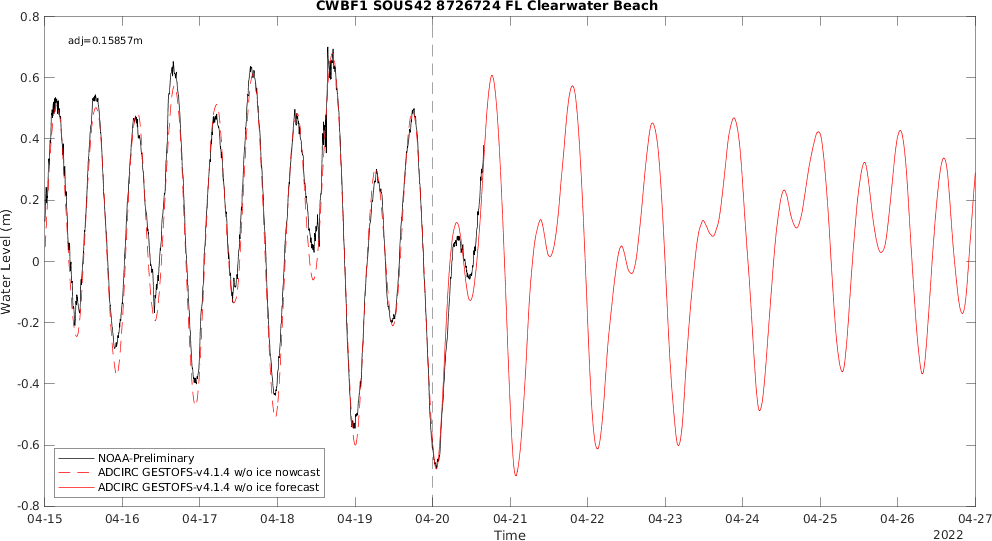 CWBF1 SOUS42 8726724 FL Clearwater Beach
adj=0.15857m
0.8
0.6
0.4
0.2
0
-0.2
-0.4
-0.6
-0.8
Water Level (m)
NOAA-Preliminary
ADCIRC GESTOFS-v4.1.4 w/o ice nowcast
ADCIRC GESTOFS-v4.1.4 w/o ice forecast
04-15 04-16 04-17 04-18 04-19 04-20 04-21 04-22 04-23 04-24 04-25 04-26 04-27
Time
2022